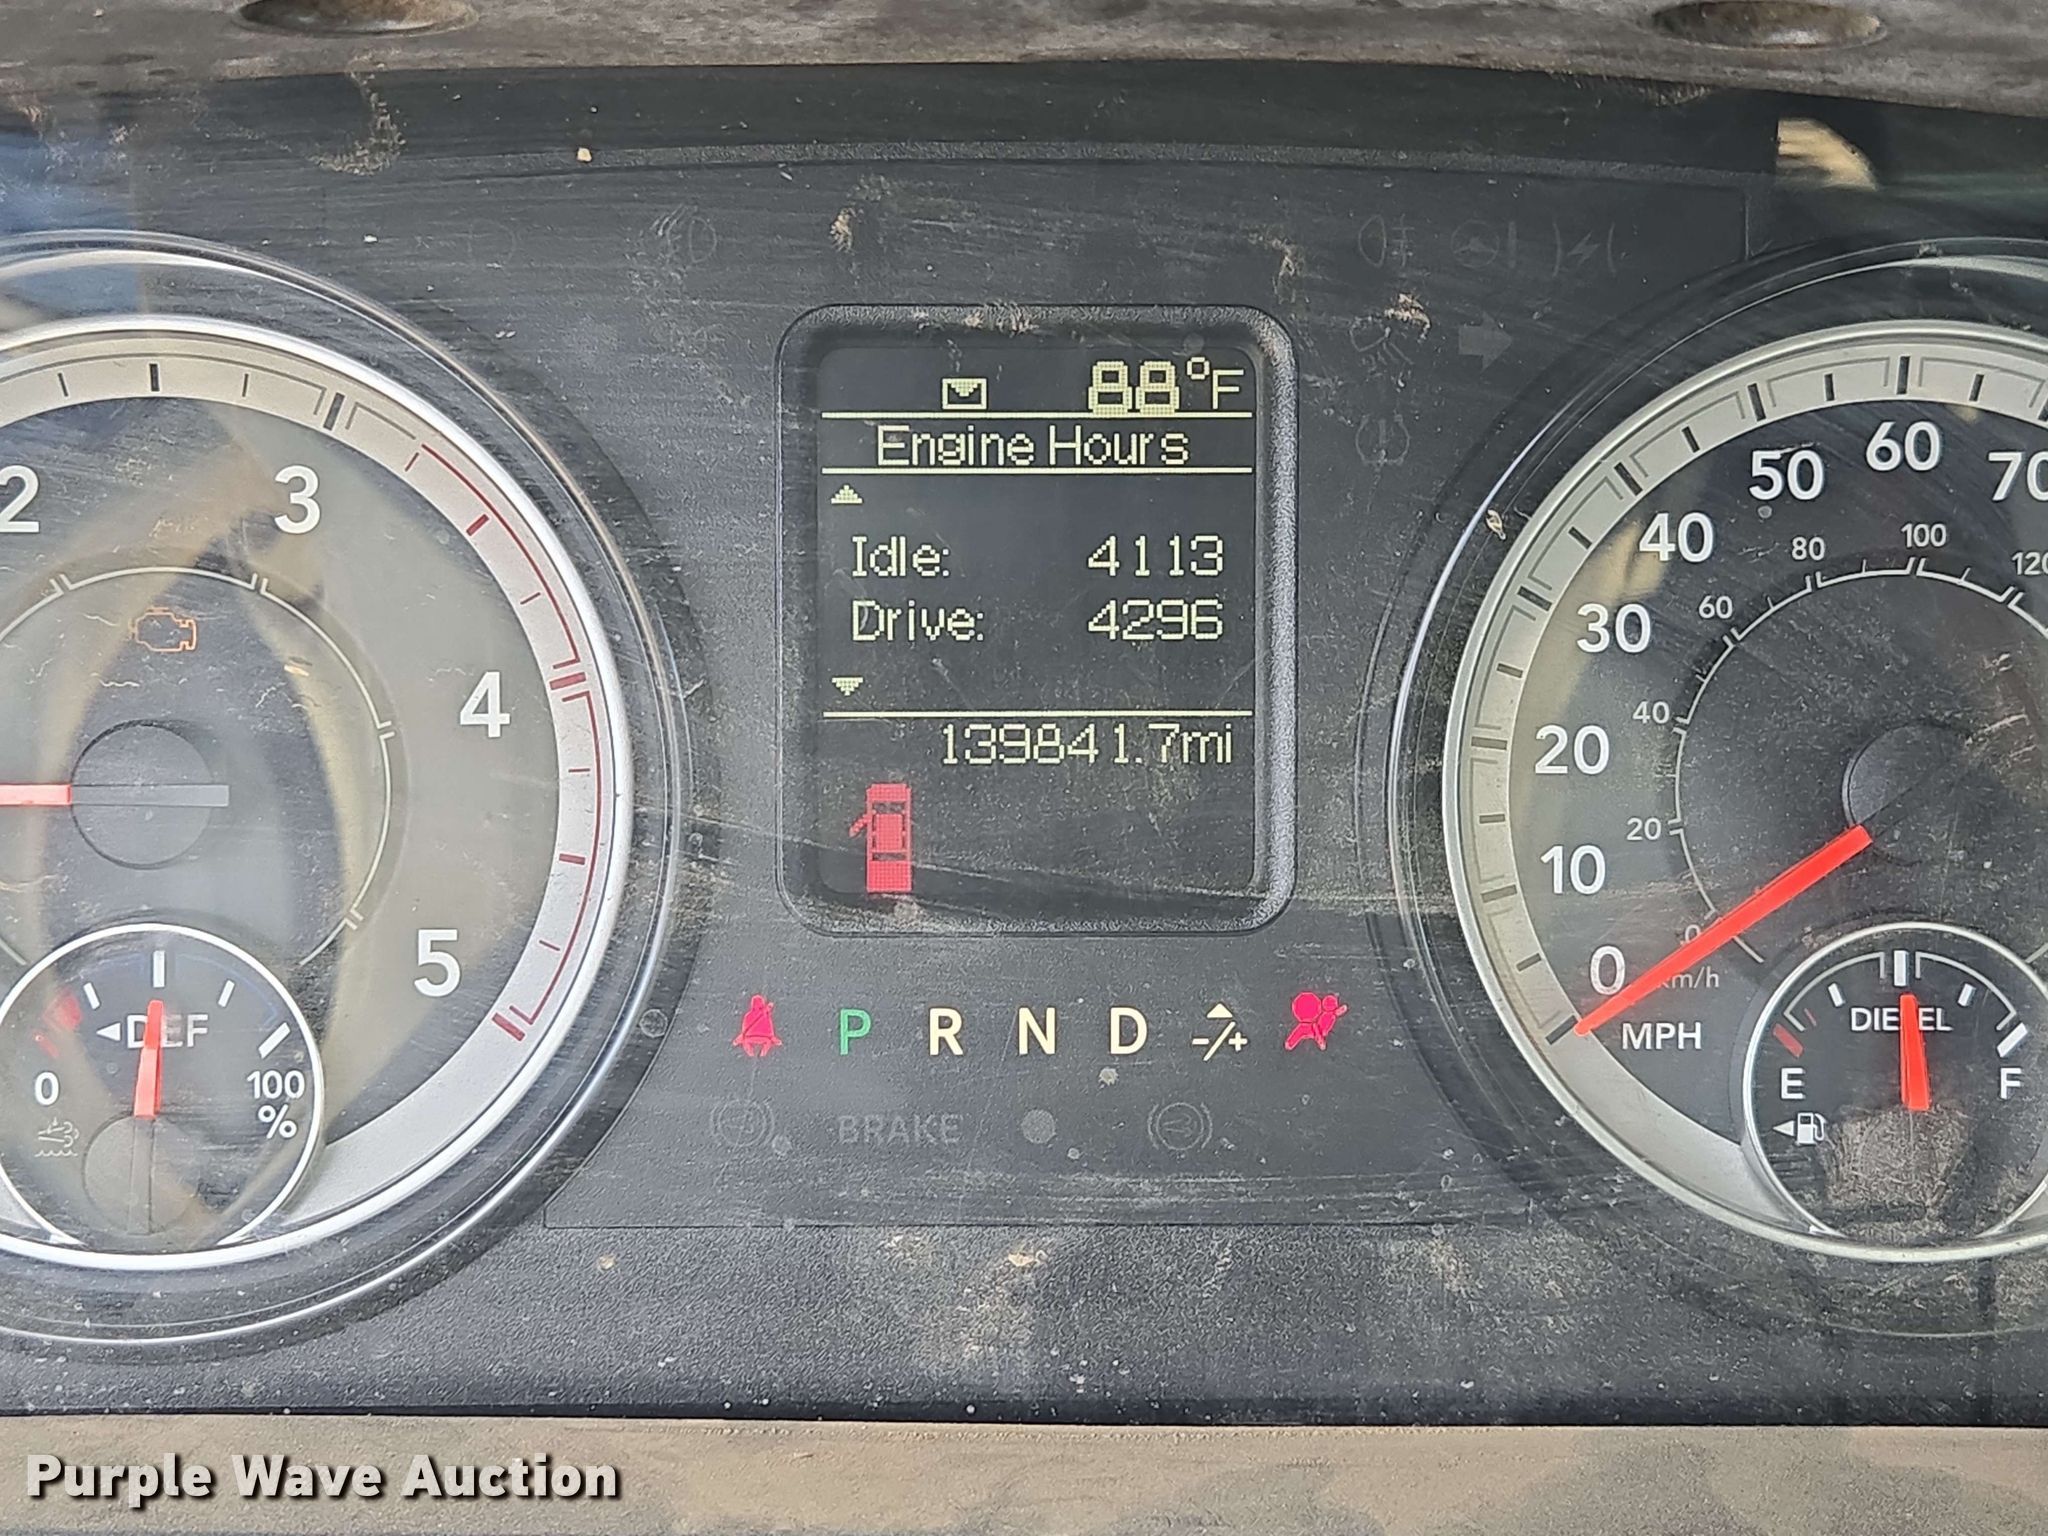 88°F
Engine Hours
Idle: 4113
Drive: 4296
139841.7mi
2
3
4
5
DEF
0
100
%
P R N D -/+
BRAKE
0
10
20
30
40
50
60
70
MPH
0
20
40
60
80
100
120
km/h
DIESEL
E
F
Purple Wave Auction